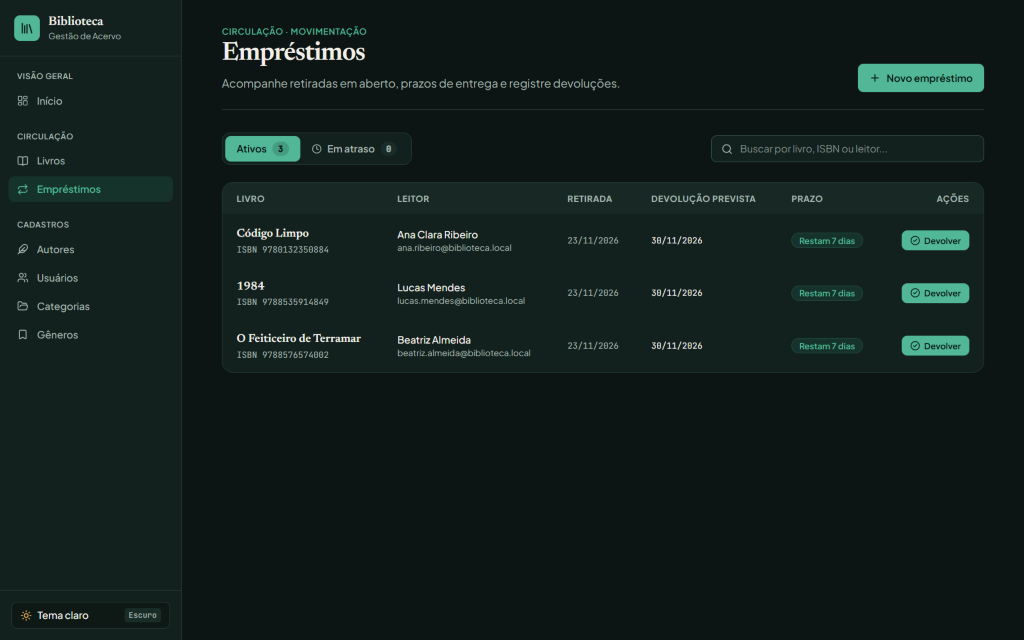 Biblioteca
Gestão de Acervo
VISÃO GERAL
Início
CIRCULAÇÃO
Livros
Empréstimos
CADASTROS
Autores
Usuários
Categorias
Gêneros
Tema claro Escuro
CIRCULAÇÃO · MOVIMENTAÇÃO
Empréstimos
Acompanhe retiradas em aberto, prazos de entrega e registre devoluções.
Novo empréstimo
Ativos 3 Em atraso 0
Buscar por livro, ISBN ou leitor...
LIVRO LEITOR RETIRADA DEVOLUÇÃO PREVISTA PRAZO AÇÕES
Código Limpo
ISBN 9780132350884
Ana Clara Ribeiro
ana.ribeiro@biblioteca.local
23/11/2026 30/11/2026 Restam 7 dias Devolver
1984
ISBN 9788535914849
Lucas Mendes
lucas.mendes@biblioteca.local
23/11/2026 30/11/2026 Restam 7 dias Devolver
O Feiticeiro de Terramar
ISBN 9788576574002
Beatriz Almeida
beatriz.almeida@biblioteca.local
23/11/2026 30/11/2026 Restam 7 dias Devolver